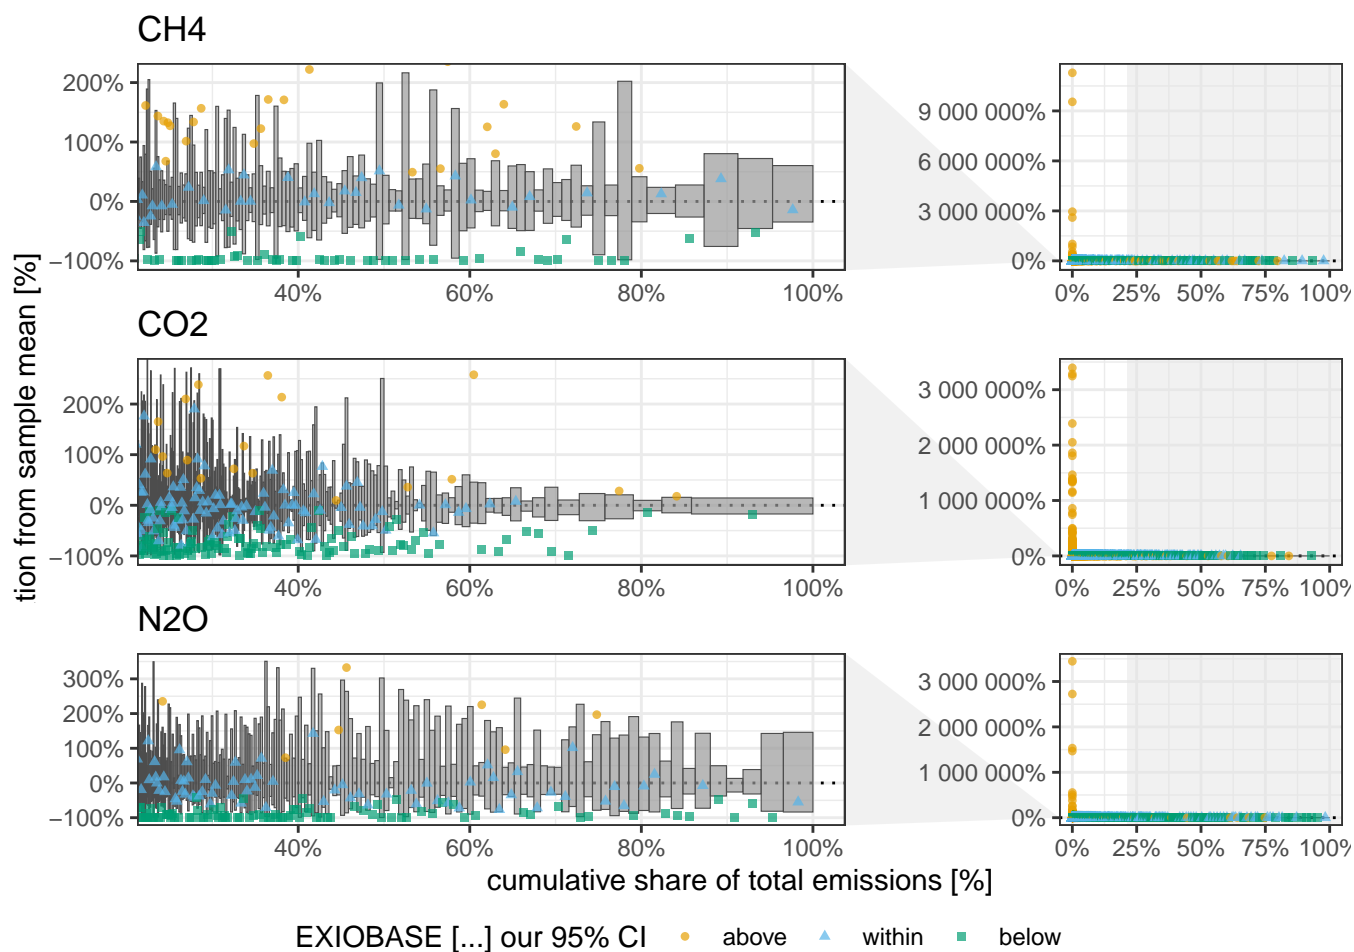 CH4
200%
100%
0%
−100%
40%
60%
80%
100%
9 000 000%
6 000 000%
3 000 000%
0%
0%
25%
50%
75%
100%
CO2
200%
100%
0%
−100%
40%
60%
80%
100%
3 000 000%
2 000 000%
1 000 000%
0%
0%
25%
50%
75%
100%
N2O
300%
200%
100%
0%
−100%
40%
60%
80%
100%
3 000 000%
2 000 000%
1 000 000%
0%
0%
25%
50%
75%
100%
tion from sample mean [%]
cumulative share of total emissions [%]
EXIOBASE [...] our 95% CI above within below